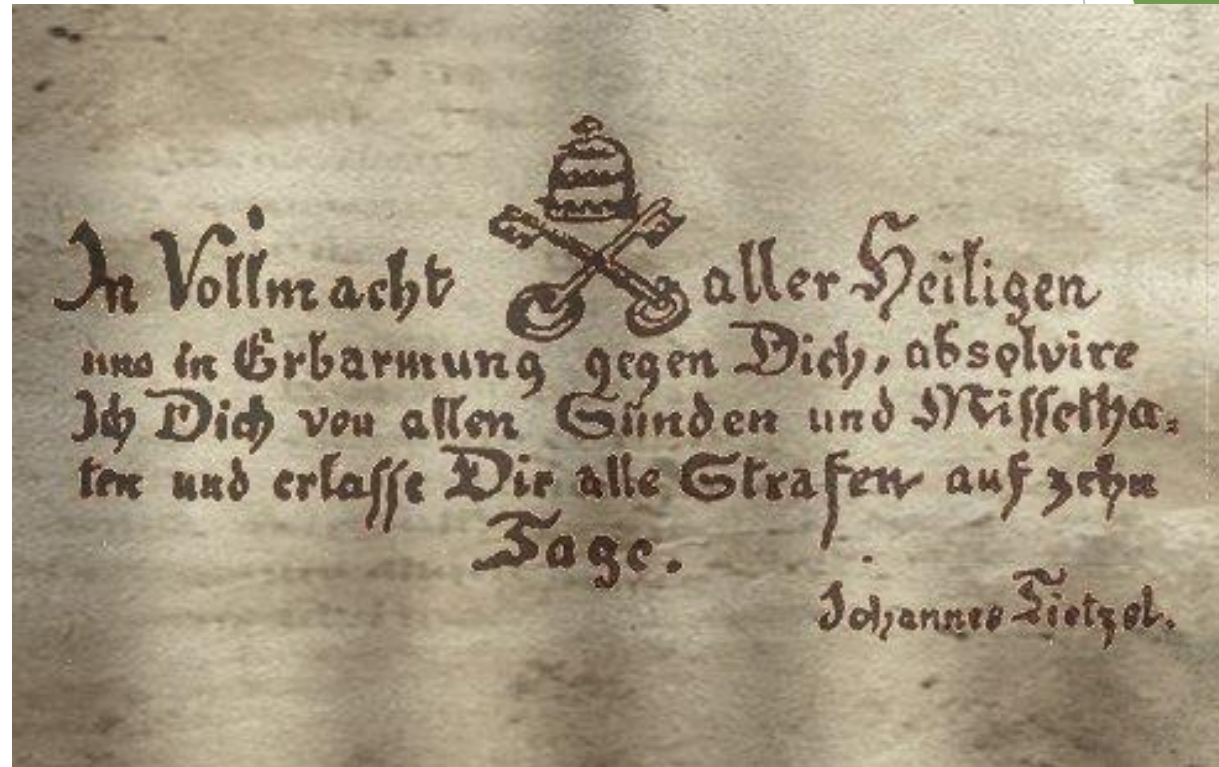 In Vollmacht aller Heiligen
und in Erbarmung gegen Dich, absolvire
Ich Dich von allen Sünden und Missetha-
ten und erlasse Dir alle Strafen auf zehn
Tage.
Johannes Tietzel.